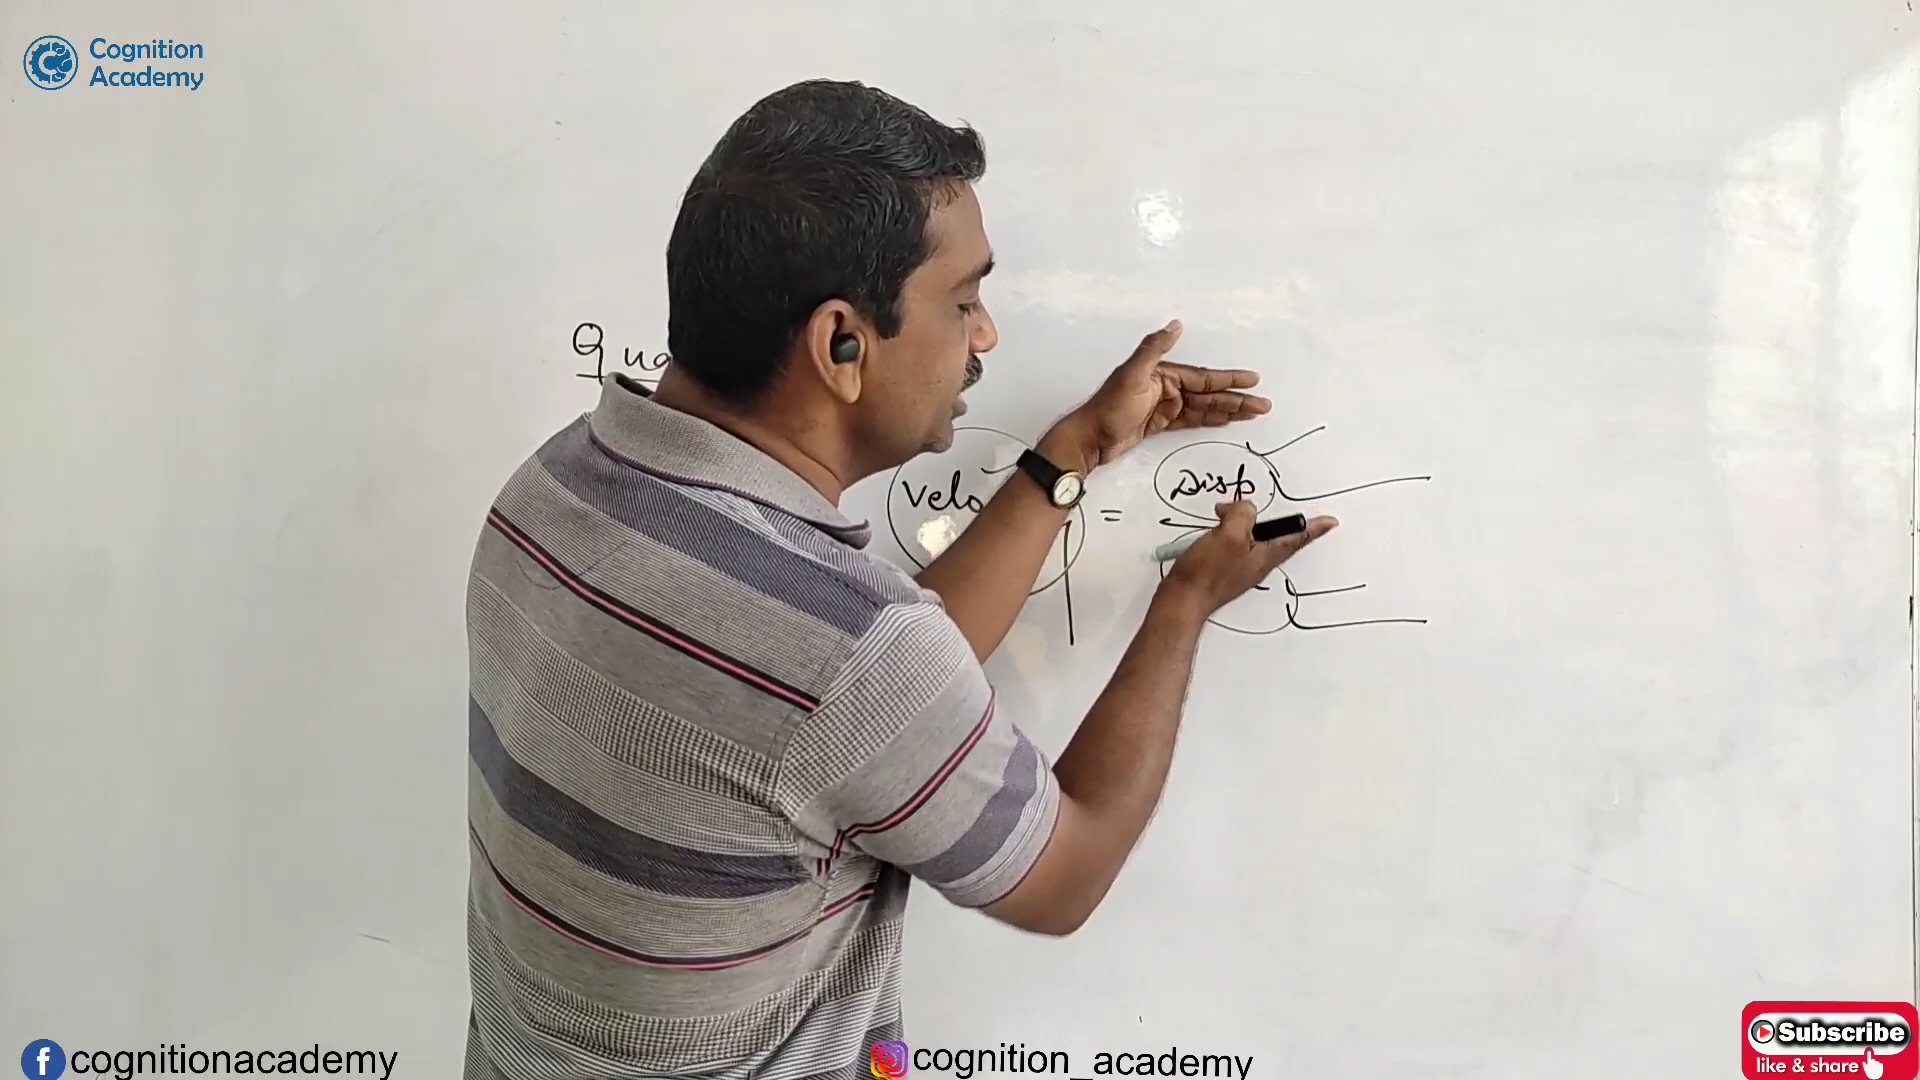 Cognition
Academy
Qua
Velo = Disp
cognitionacademy
cognition_academy
Subscribe
like & share